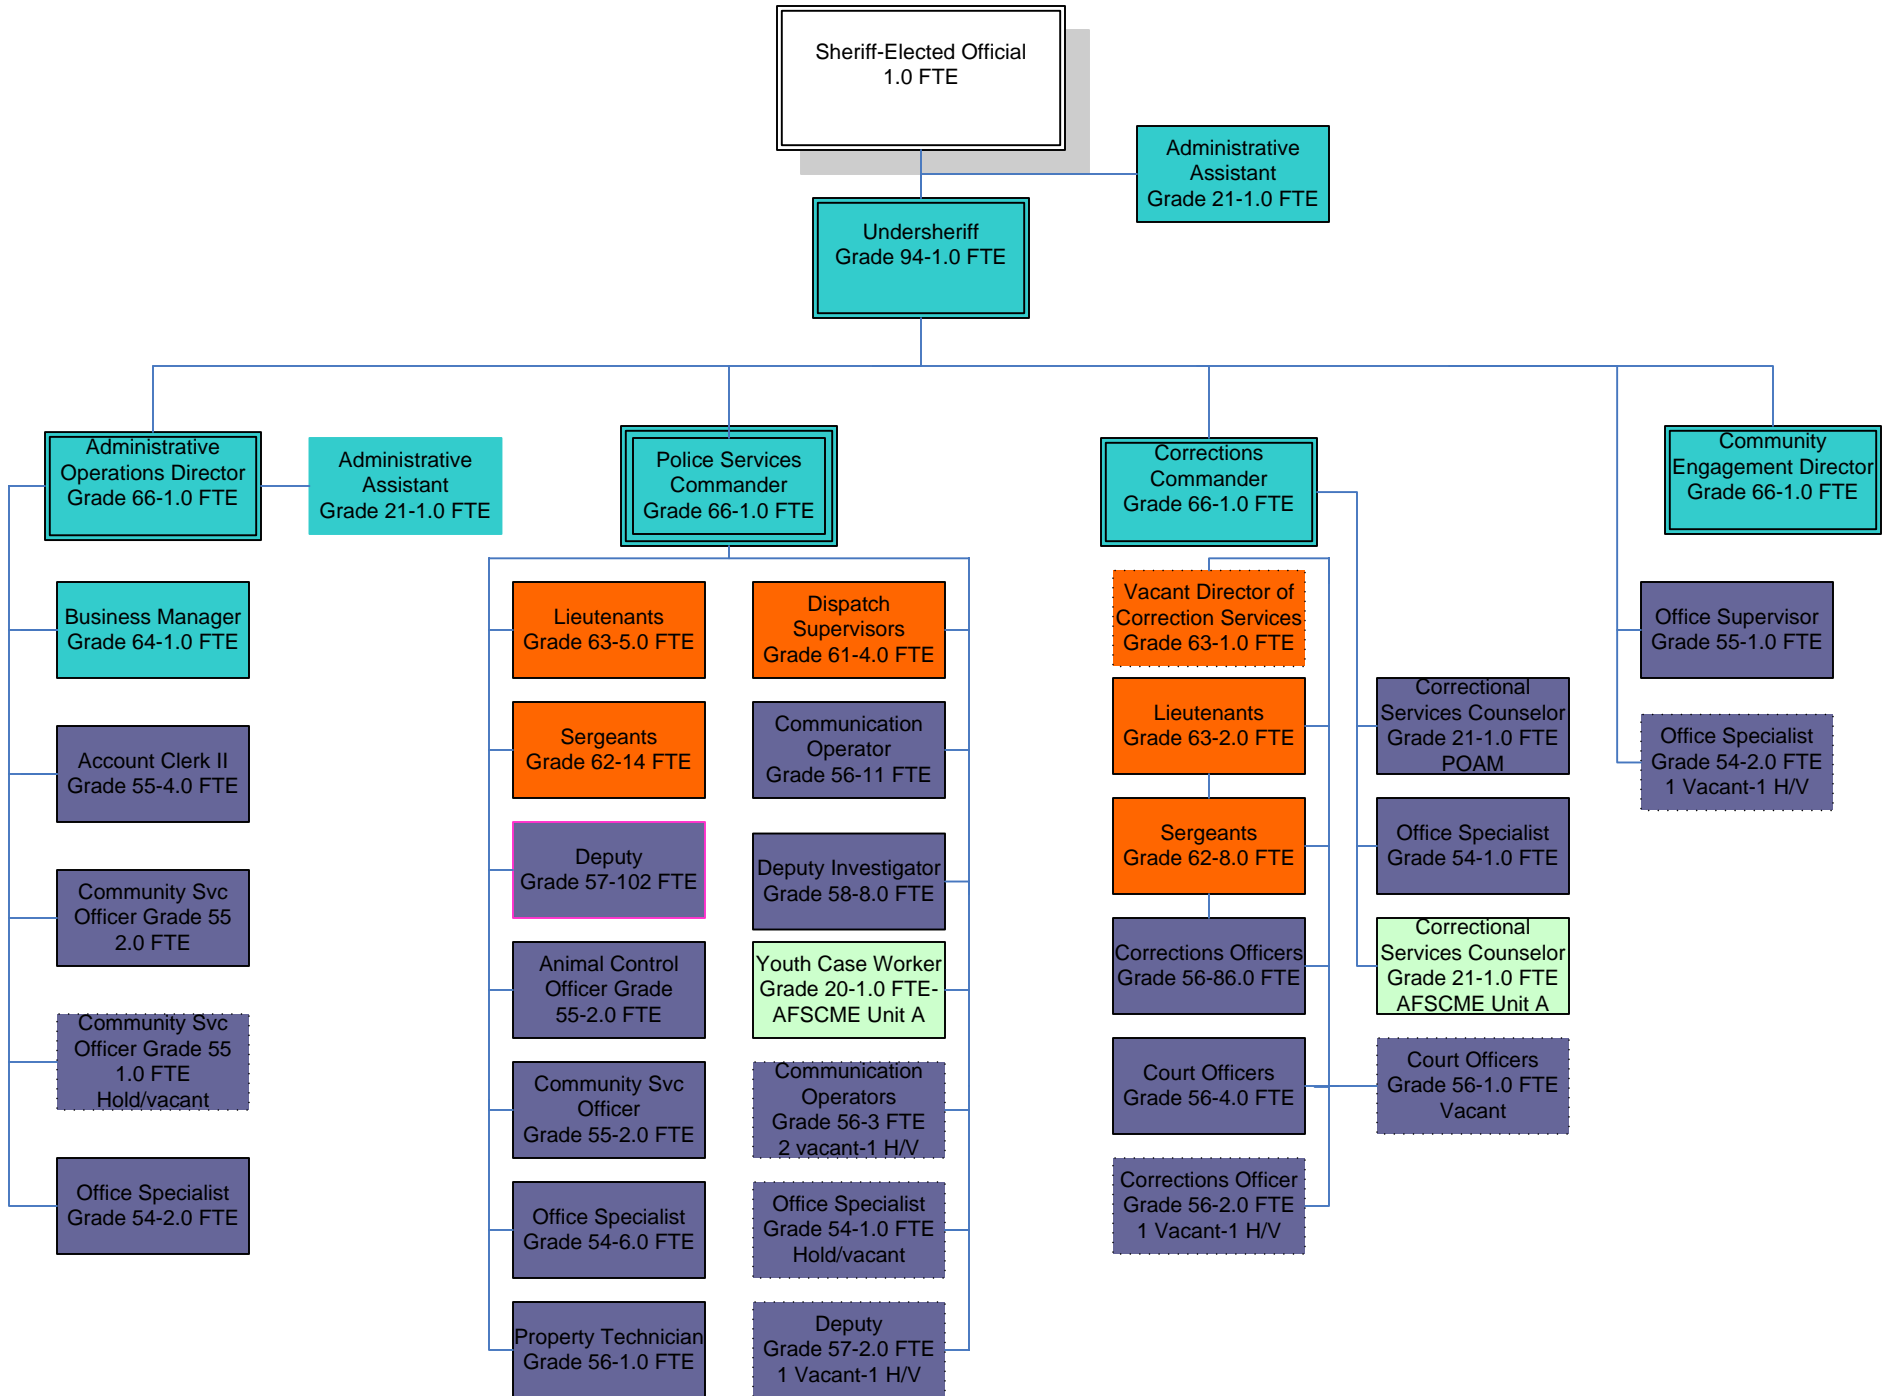 Sheriff-Elected Official
1.0 FTE
Administrative
Assistant
Grade 21-1.0 FTE
Undersheriff
Grade 94-1.0 FTE
Administrative
Operations Director
Grade 66-1.0 FTE
Administrative
Assistant
Grade 21-1.0 FTE
Police Services
Commander
Grade 66-1.0 FTE
Corrections
Commander
Grade 66-1.0 FTE
Community
Engagement Director
Grade 66-1.0 FTE
Business Manager
Grade 64-1.0 FTE
Account Clerk II
Grade 55-4.0 FTE
Community Svc
Officer Grade 55
2.0 FTE
Community Svc
Officer Grade 55
1.0 FTE
Hold/vacant
Office Specialist
Grade 54-2.0 FTE
Lieutenants
Grade 63-5.0 FTE
Sergeants
Grade 62-14 FTE
Deputy
Grade 57-102 FTE
Animal Control
Officer Grade
55-2.0 FTE
Community Svc
Officer
Grade 55-2.0 FTE
Office Specialist
Grade 54-6.0 FTE
Property Technician
Grade 56-1.0 FTE
Dispatch
Supervisors
Grade 61-4.0 FTE
Communication
Operator
Grade 56-11 FTE
Deputy Investigator
Grade 58-8.0 FTE
Youth Case Worker
Grade 20-1.0 FTE-
AFSCME Unit A
Communication
Operators
Grade 56-3 FTE
2 vacant-1 H/V
Office Specialist
Grade 54-1.0 FTE
Hold/vacant
Deputy
Grade 57-2.0 FTE
1 Vacant-1 H/V
Vacant Director of
Correction Services
Grade 63-1.0 FTE
Lieutenants
Grade 63-2.0 FTE
Sergeants
Grade 62-8.0 FTE
Corrections Officers
Grade 56-86.0 FTE
Court Officers
Grade 56-4.0 FTE
Corrections Officer
Grade 56-2.0 FTE
1 Vacant-1 H/V
Correctional
Services Counselor
Grade 21-1.0 FTE
POAM
Office Specialist
Grade 54-1.0 FTE
Correctional
Services Counselor
Grade 21-1.0 FTE
AFSCME Unit A
Court Officers
Grade 56-1.0 FTE
Vacant
Office Supervisor
Grade 55-1.0 FTE
Office Specialist
Grade 54-2.0 FTE
1 Vacant-1 H/V